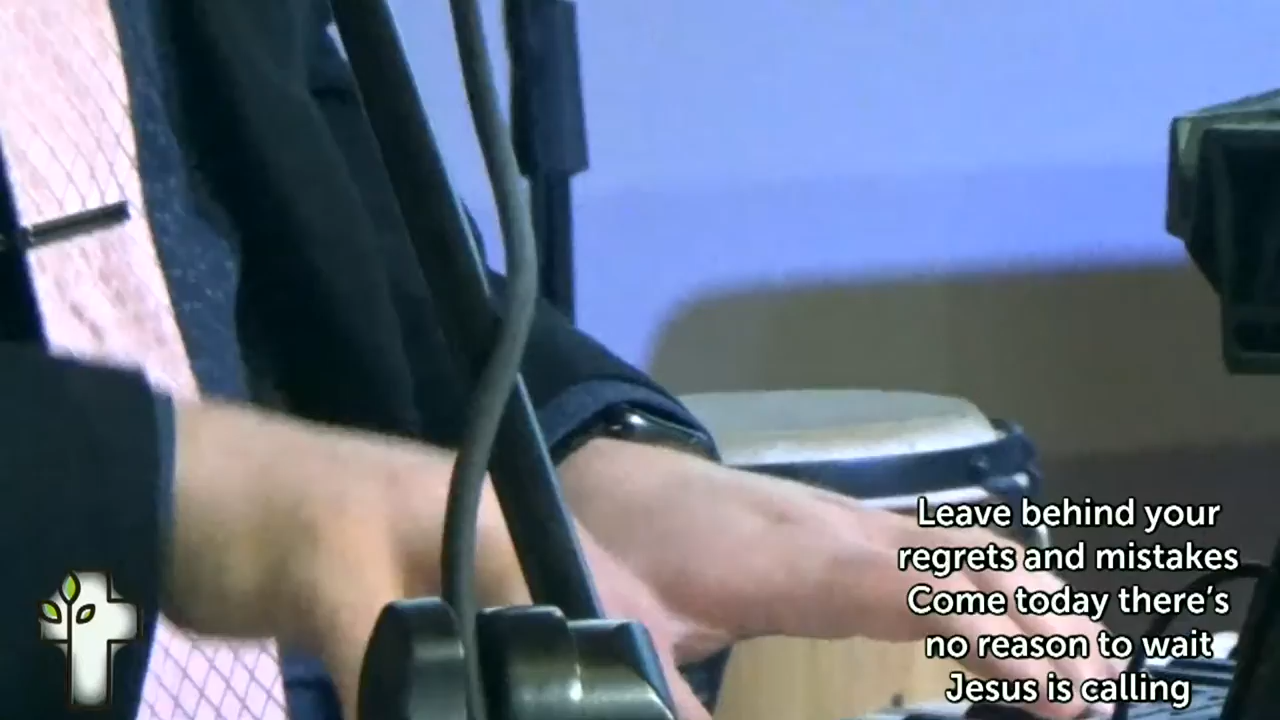 Leave behind your
regrets and mistakes
Come today there's
no reason to wait
Jesus is calling